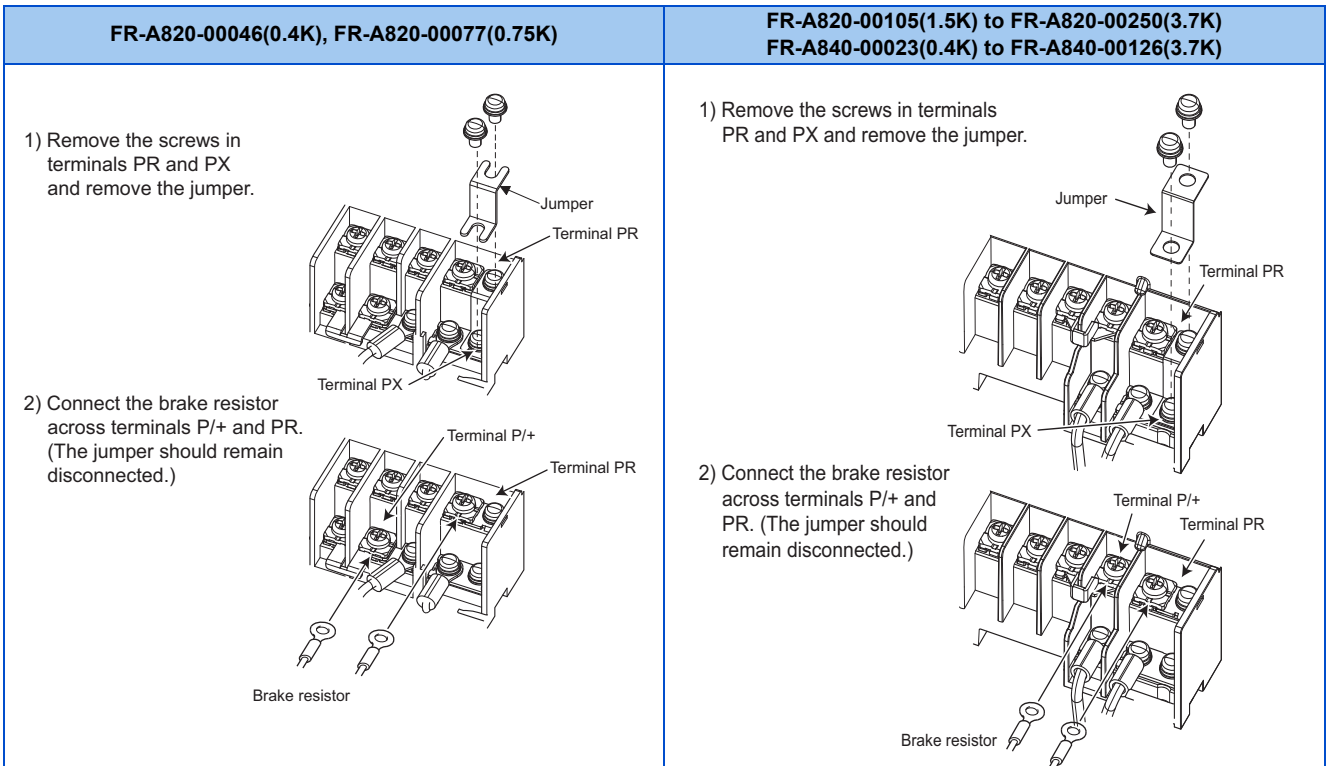 FR-A820-00046(0.4K), FR-A820-00077(0.75K)
1) Remove the screws in
terminals PR and PX
and remove the jumper.
Jumper
Terminal PR
Terminal PX
2) Connect the brake resistor
across terminals P/+ and PR.
(The jumper should remain
disconnected.)
Terminal P/+
Terminal PR
Brake resistor
FR-A820-00105(1.5K) to FR-A820-00250(3.7K)
FR-A840-00023(0.4K) to FR-A840-00126(3.7K)
1) Remove the screws in terminals
PR and PX and remove the jumper.
Jumper
Terminal PR
Terminal PX
2) Connect the brake resistor
across terminals P/+ and
PR. (The jumper should
remain disconnected.)
Terminal P/+
Terminal PR
Brake resistor